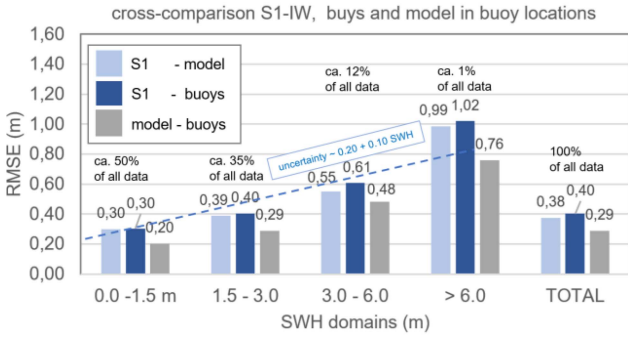 cross-comparison S1-IW, buys and model in buoy locations
RMSE (m)
1,60
1,40
1,20
1,00
0,80
0,60
0,40
0,20
0,00
S1 - model
S1 - buoys
model - buoys
ca. 50%
of all data
ca. 35%
of all data
ca. 12%
of all data
ca. 1%
of all data
100%
of all data
uncertainty ~ 0.20 + 0.10 SWH
0,30 0,30 0,20
0,39 0,40 0,29
0,55 0,61 0,48
0,99 1,02 0,76
0,38 0,40 0,29
0.0 -1.5 m 1.5 - 3.0 3.0 - 6.0 > 6.0 TOTAL
SWH domains (m)